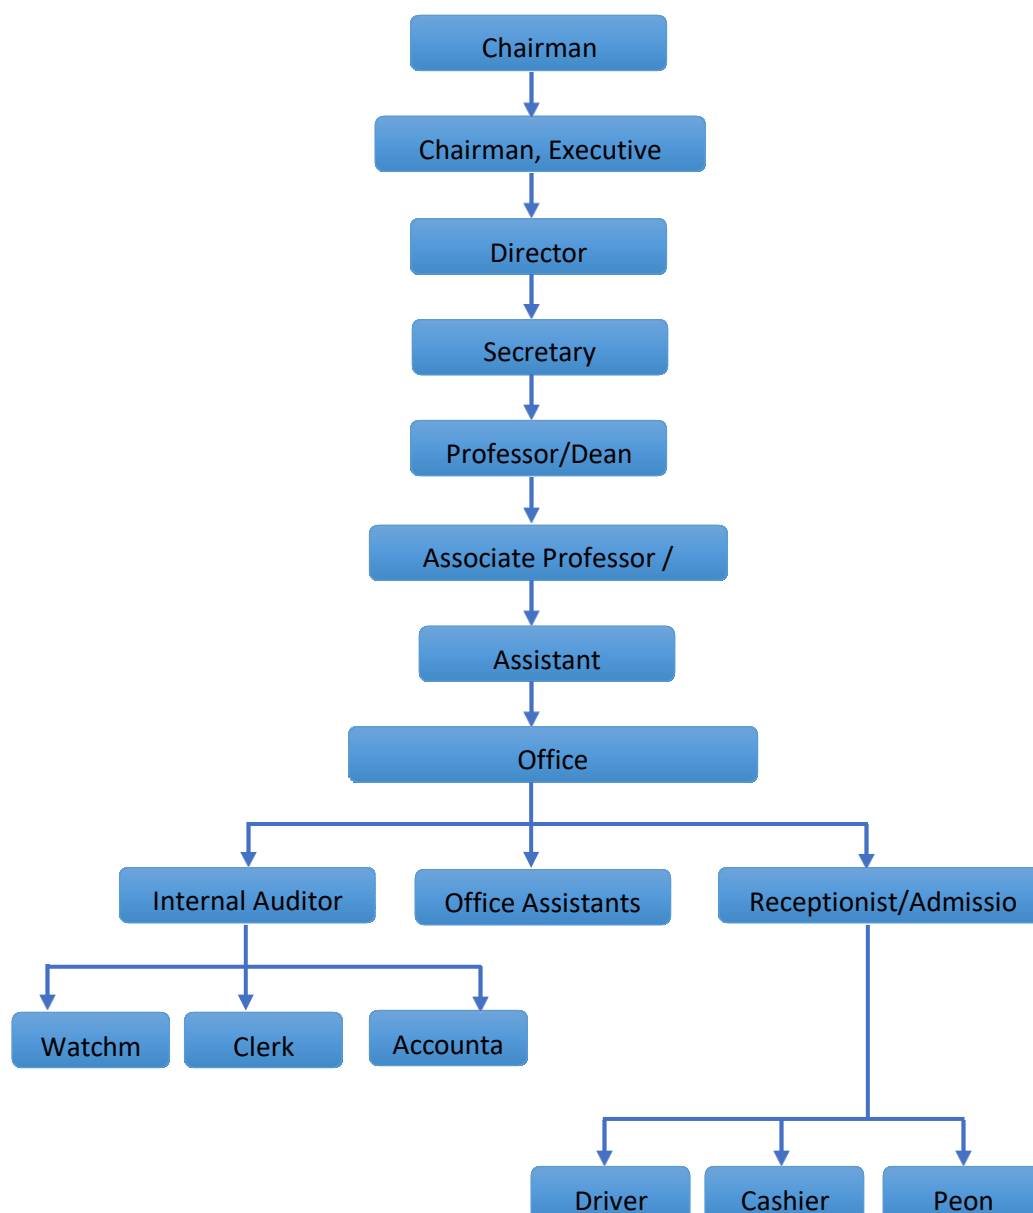 Chairman
Chairman, Executive
Director
Secretary
Professor/Dean
Associate Professor /
Assistant
Office
Internal Auditor
Office Assistants
Receptionist/Admissio
Watchm
Clerk
Accounta
Driver
Cashier
Peon